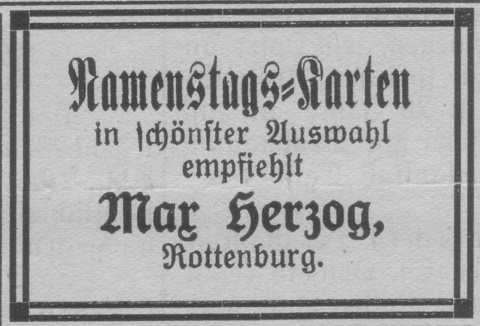 Namenstags-Karten
in schönster Auswahl
empfiehlt
Max Herzog,
Rottenburg.